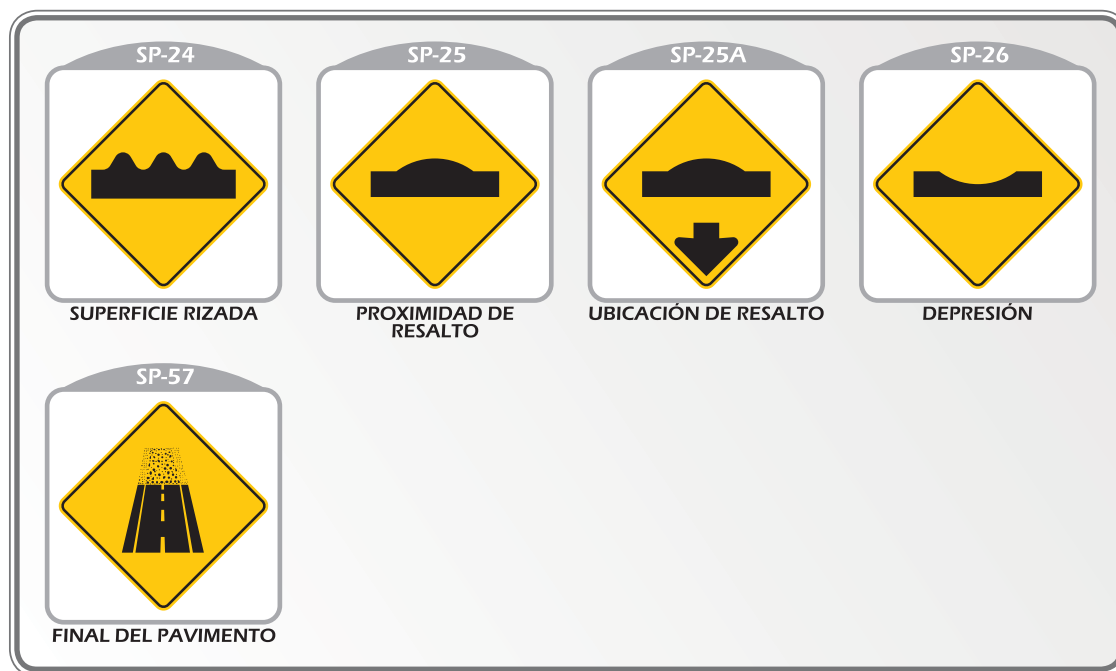 SP-24
SP-25
SP-25A
SP-26
SUPERFICIE RIZADA
PROXIMIDAD DE
RESALTO
UBICACIÓN DE RESALTO
DEPRESIÓN
SP-57
FINAL DEL PAVIMENTO